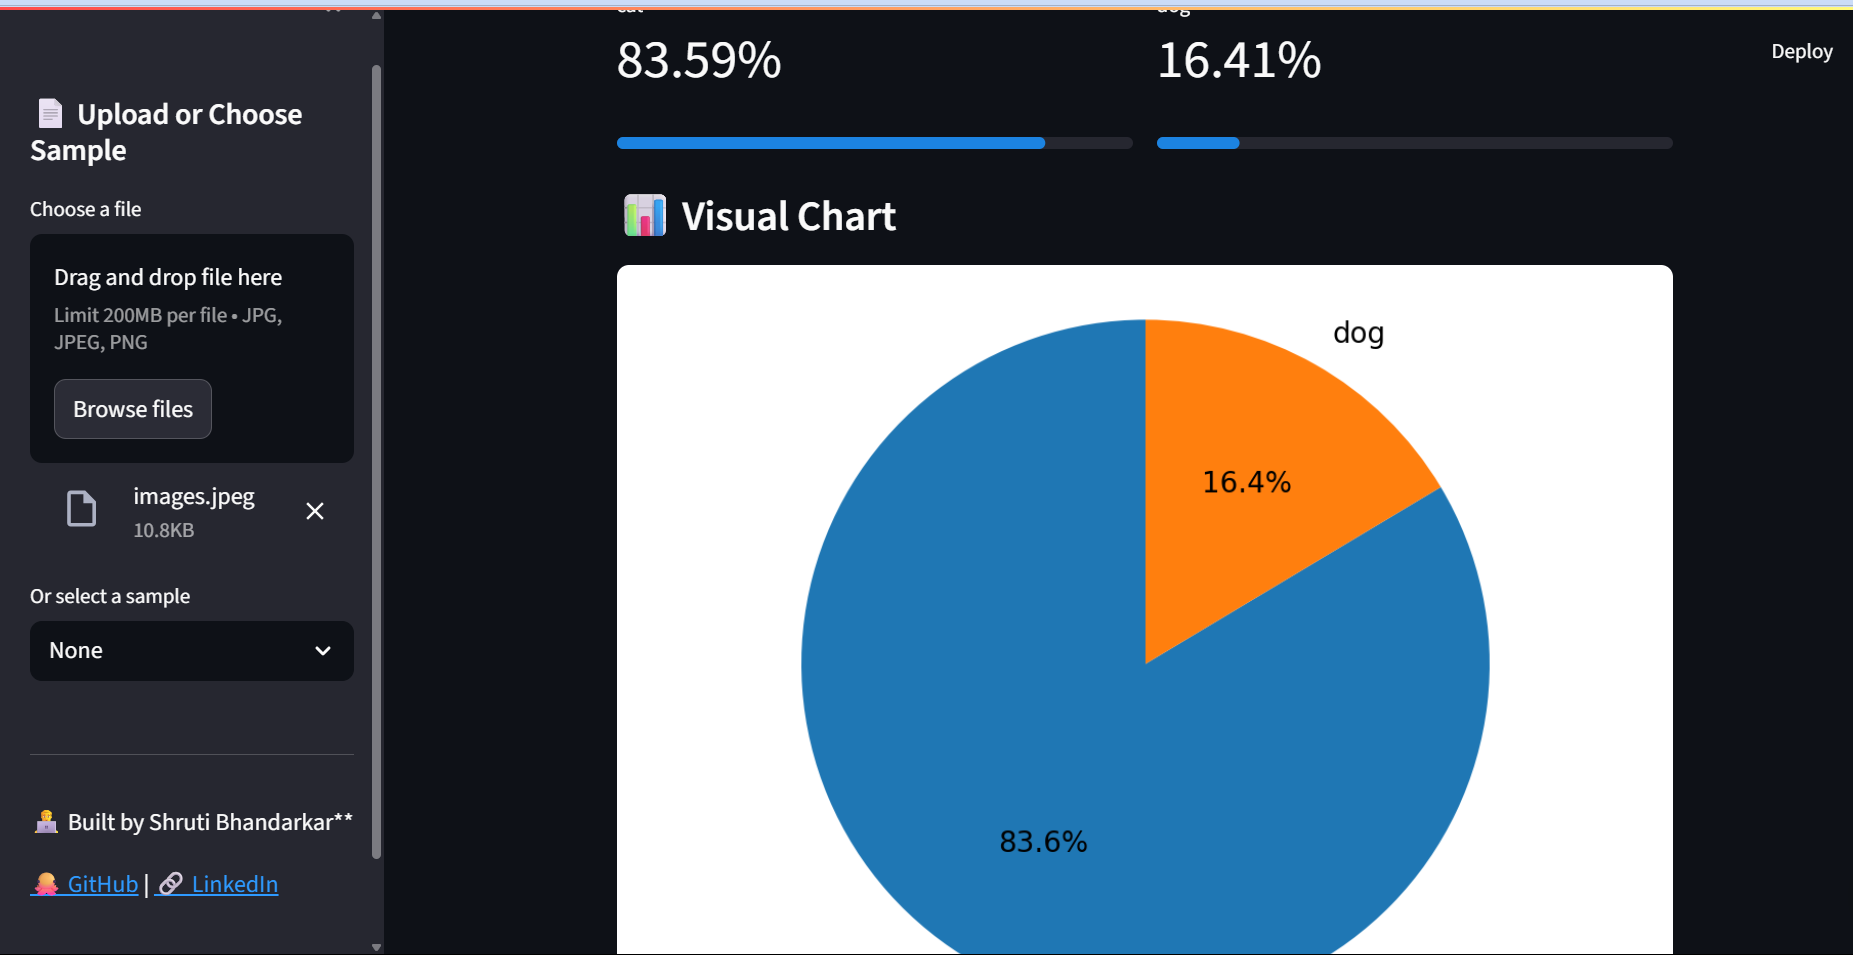 cat
dog
83.59%
16.41%
Deploy
Upload or Choose
Sample
Choose a file
Drag and drop file here
Limit 200MB per file • JPG,
JPEG, PNG
Browse files
images.jpeg
10.8KB
Or select a sample
None
Built by Shruti Bhandarkar**
GitHub | LinkedIn
Visual Chart
dog
16.4%
83.6%